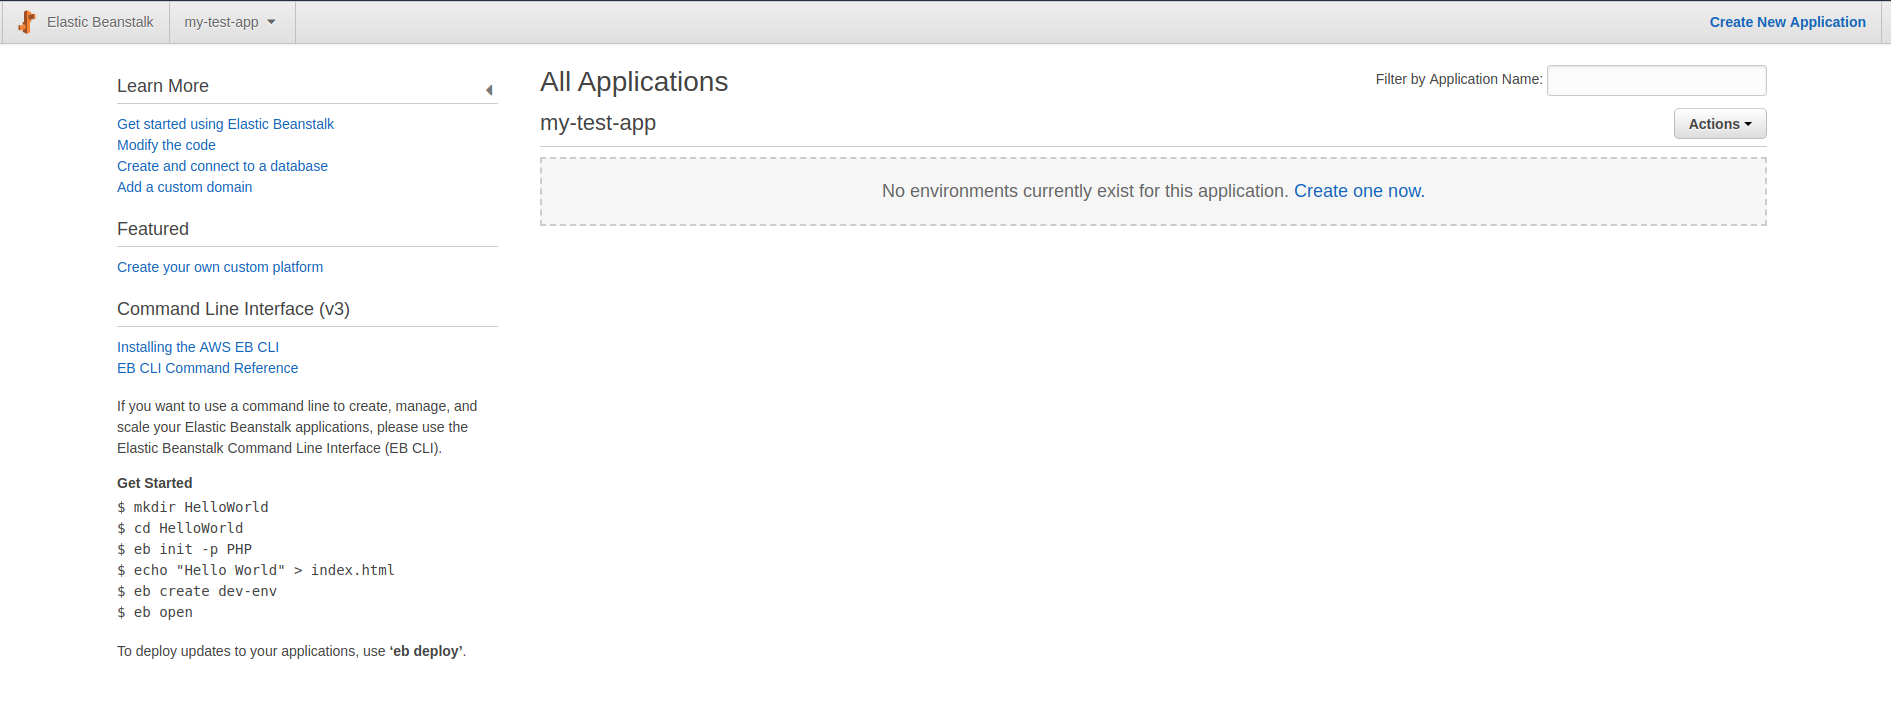 Elastic Beanstalk
my-test-app
Create New Application
Learn More
Get started using Elastic Beanstalk
Modify the code
Create and connect to a database
Add a custom domain
Featured
Create your own custom platform
Command Line Interface (v3)
Installing the AWS EB CLI
EB CLI Command Reference
If you want to use a command line to create, manage, and
scale your Elastic Beanstalk applications, please use the
Elastic Beanstalk Command Line Interface (EB CLI).
Get Started
$ mkdir HelloWorld
$ cd HelloWorld
$ eb init -p PHP
$ echo "Hello World" > index.html
$ eb create dev-env
$ eb open
To deploy updates to your applications, use ‘eb deploy’.
All Applications
Filter by Application Name:
my-test-app
Actions
No environments currently exist for this application. Create one now.